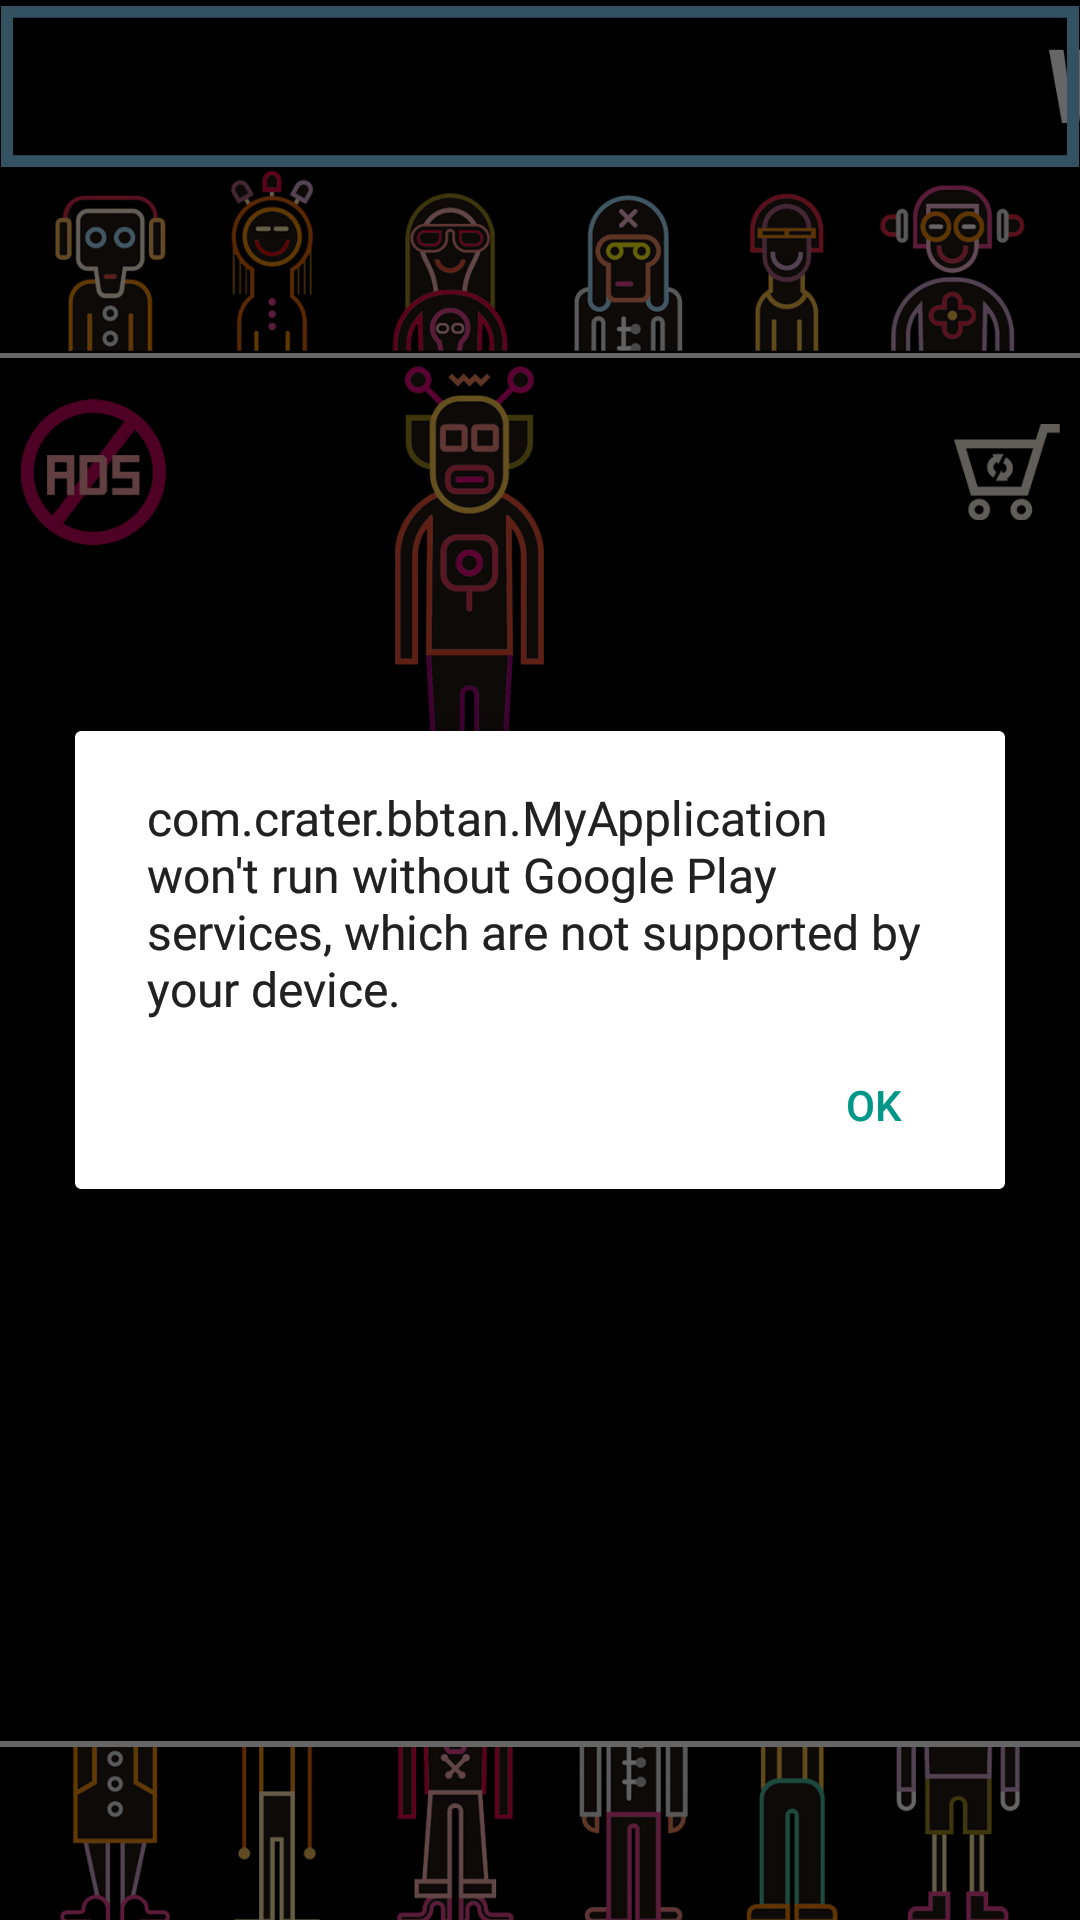 ADS
com.crater.bbtan.MyApplication
won't run without Google Play
services, which are not supported by
your device.
OK